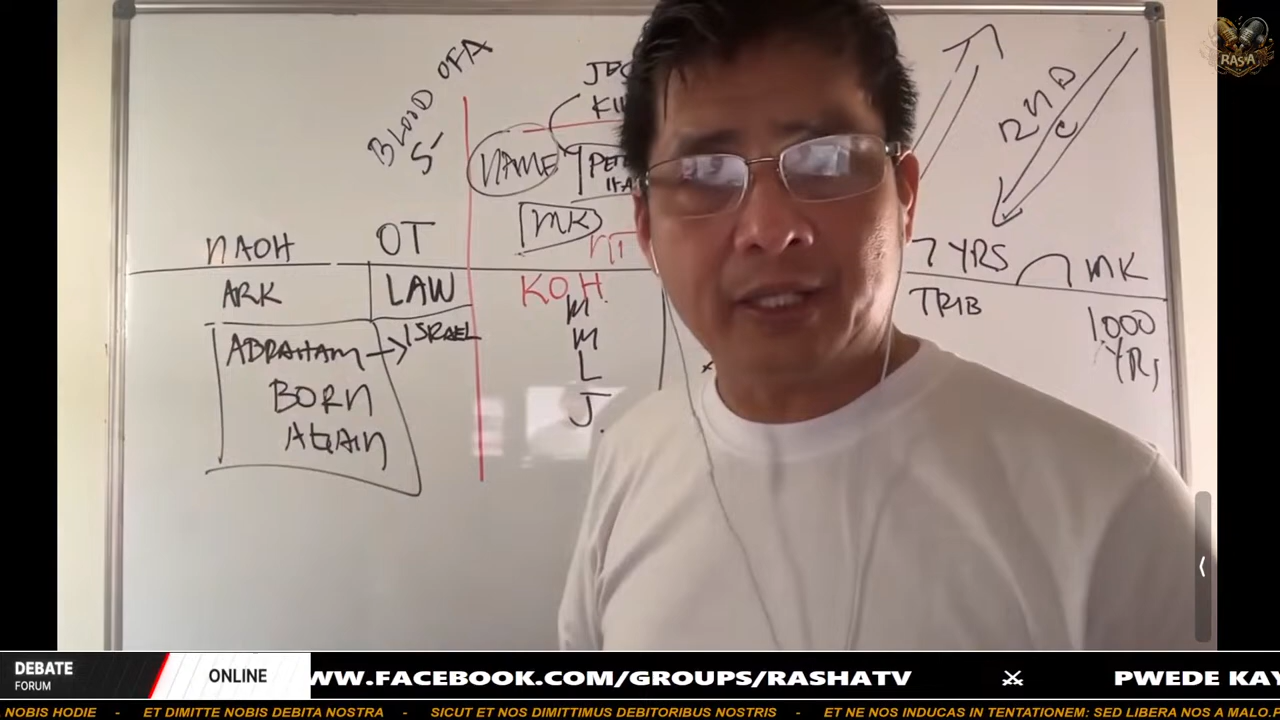 BLOOD OF A
S
NAME
MK
NAOH
OT
ARK
LAW
ISRAEL
ABRAHAM
BORN
AGAIN
KOH
M
M
L
J
2ND
C
7 YRS
MK
TRIB
1000
YRS
RASA
DEBATE
FORUM
ONLINE
WWW.FACEBOOK.COM/GROUPS/RASHATV
PWEDE KAY
NOBIS HODIE - ET DIMITTE NOBIS DEBITA NOSTRA - SICUT ET NOS DIMITTIMUS DEBITORIBUS NOSTRIS - ET NE NOS INDUCAS IN TENTATIONEM: SED LIBERA NOS A MALO.